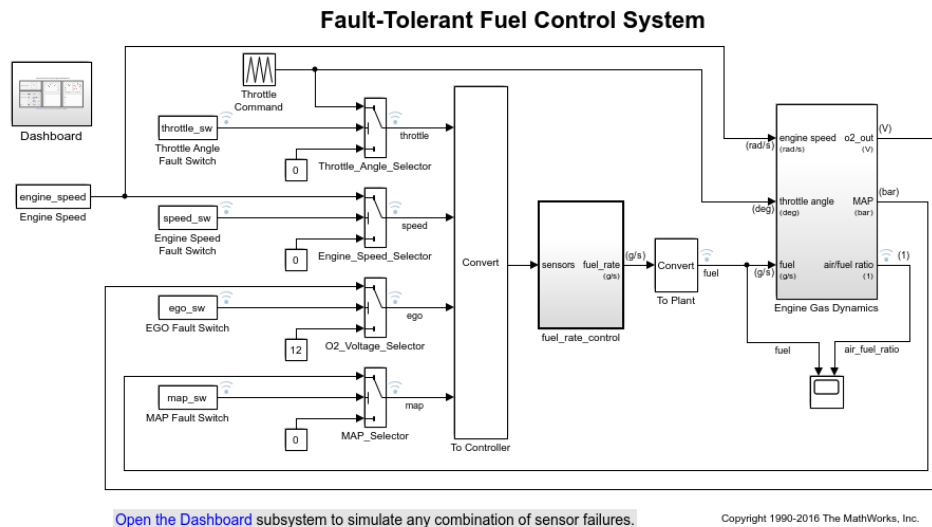 Fault-Tolerant Fuel Control System
Dashboard
Throttle
Command
throttle_sw
Throttle Angle
Fault Switch
0
Throttle_Angle_Selector
throttle
engine_speed
Engine Speed
speed_sw
Engine Speed
Fault Switch
0
Engine_Speed_Selector
speed
ego_sw
EGO Fault Switch
12
O2_Voltage_Selector
ego
map_sw
MAP Fault Switch
0
MAP_Selector
map
Convert
To Controller
sensors
fuel_rate
(g/s)
fuel_rate_control
(g/s)
Convert
To Plant
fuel
(rad/s)
(deg)
(g/s)
engine speed
(rad/s)
o2_out
(V)
throttle angle
(deg)
MAP
(bar)
fuel
(g/s)
air/fuel ratio
(1)
Engine Gas Dynamics
(V)
(bar)
(1)
fuel
air_fuel_ratio
Open the Dashboard subsystem to simulate any combination of sensor failures.
Copyright 1990-2016 The MathWorks, Inc.